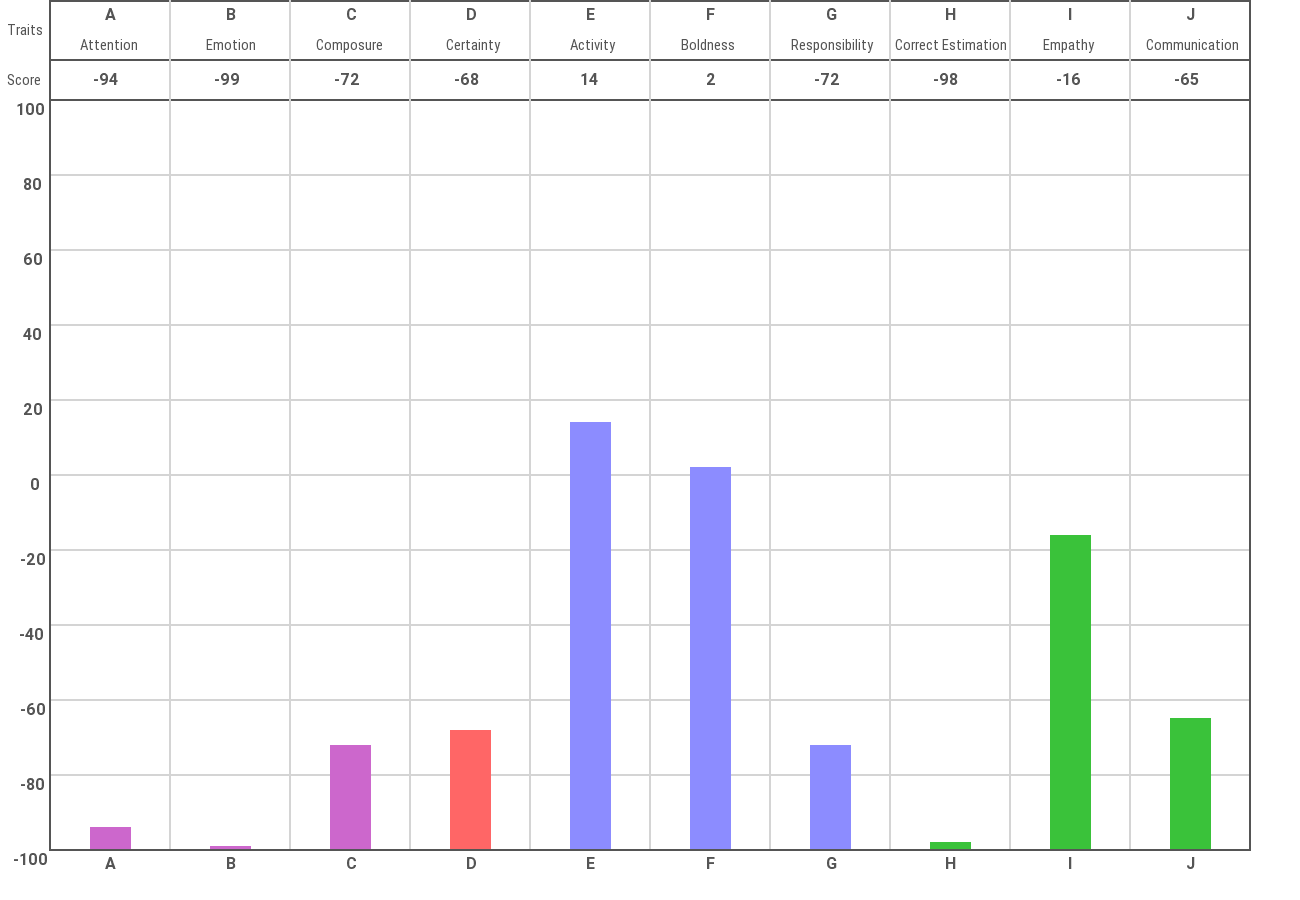 A B C D E F G H I J
Traits
Attention Emotion Composure Certainty Activity Boldness Responsibility Correct Estimation Empathy Communication
Score -94 -99 -72 -68 14 2 -72 -98 -16 -65
100
80
60
40
20
0
-20
-40
-60
-80
-100
A B C D E F G H I J